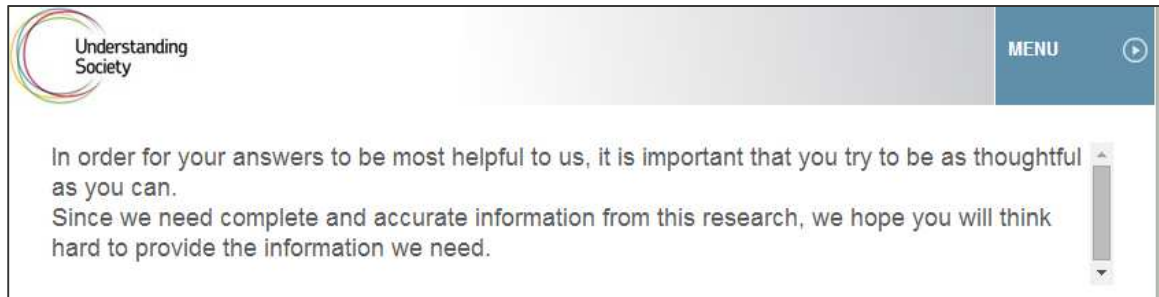 Understanding
Society
MENU
In order for your answers to be most helpful to us, it is important that you try to be as thoughtful
as you can.
Since we need complete and accurate information from this research, we hope you will think
hard to provide the information we need.